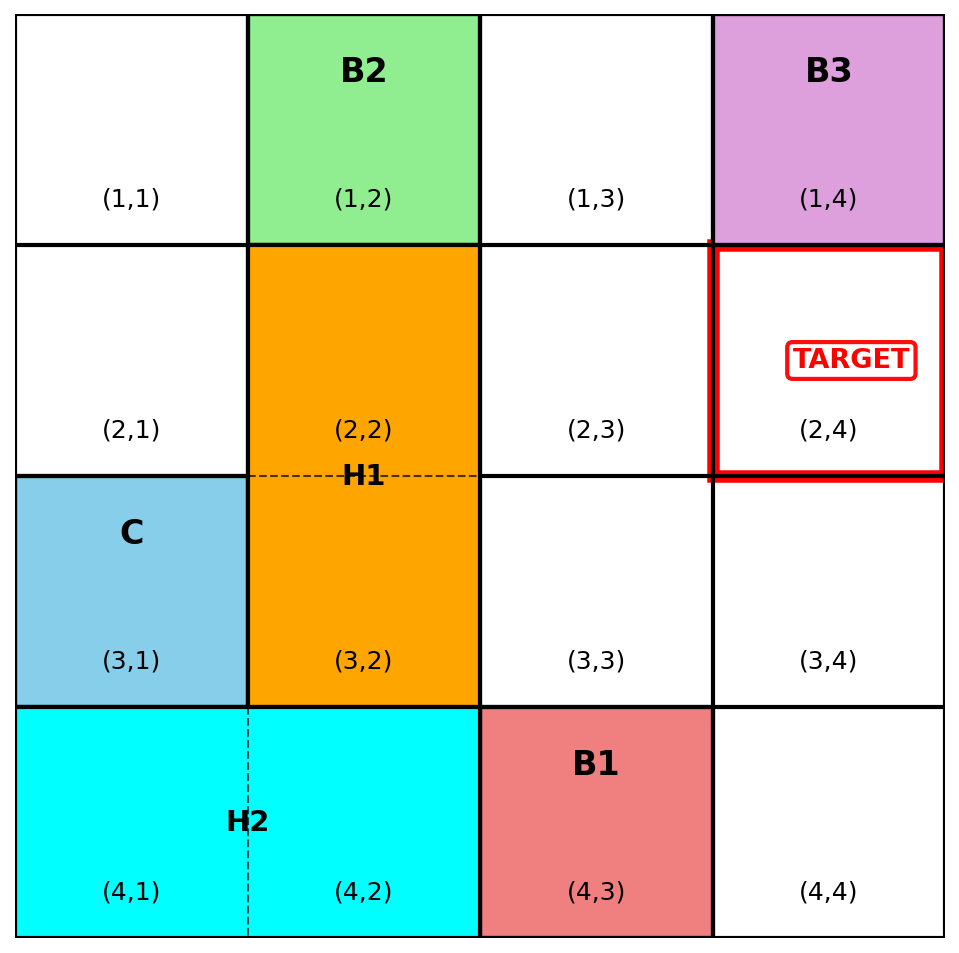 B2
B3
(1,1)
(1,2)
(1,3)
(1,4)
TARGET
(2,1)
(2,2)
(2,3)
(2,4)
H1
C
(3,1)
(3,2)
(3,3)
(3,4)
B1
H2
(4,1)
(4,2)
(4,3)
(4,4)